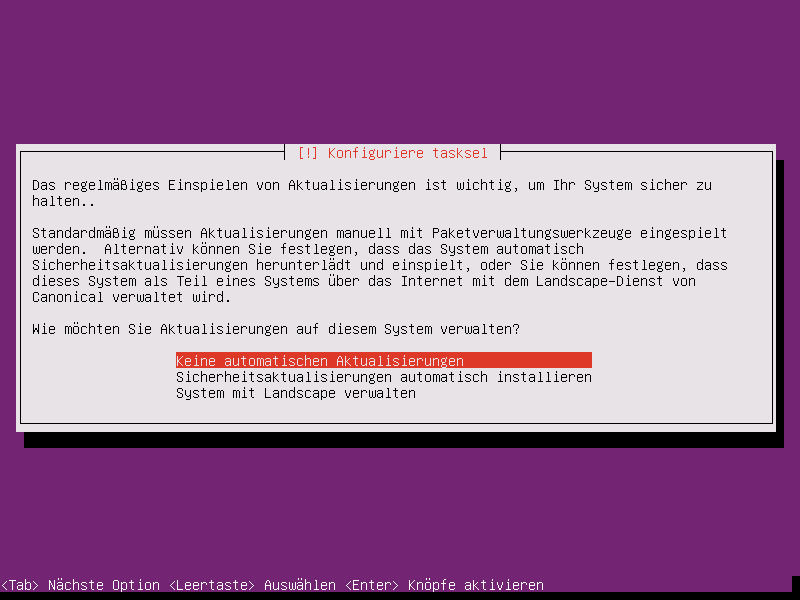 [!] Konfiguriere tasksel
Das regelmäßiges Einspielen von Aktualisierungen ist wichtig, um Ihr System sicher zu
halten..
Standardmäßig müssen Aktualisierungen manuell mit Paketverwaltungswerkzeuge eingespielt
werden.  Alternativ können Sie festlegen, dass das System automatisch
Sicherheitsaktualisierungen herunterlädt und einspielt, oder Sie können festlegen, dass
dieses System als Teil eines Systems über das Internet mit dem Landscape-Dienst von
Canonical verwaltet wird.
Wie möchten Sie Aktualisierungen auf diesem System verwalten?
Keine automatischen Aktualisierungen
Sicherheitsaktualisierungen automatisch installieren
System mit Landscape verwalten
<Tab> Nächste Option <Leertaste> Auswählen <Enter> Knöpfe aktivieren